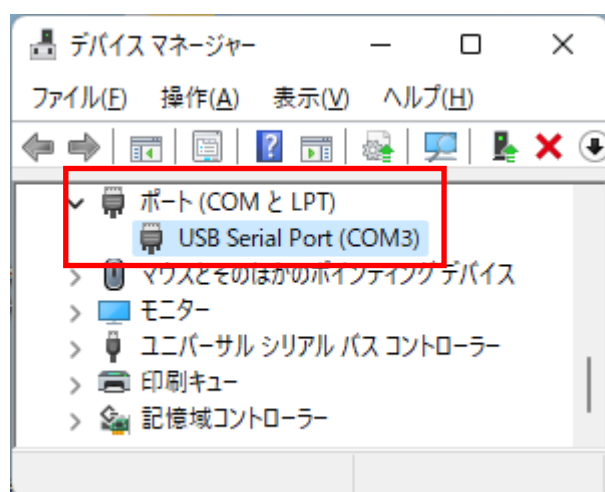 デバイス マネージャー
ファイル(F) 操作(A) 表示(V) ヘルプ(H)
ポート (COM と LPT)
USB Serial Port (COM3)
マウスとそのほかのポインティング デバイス
モニター
ユニバーサル シリアル バス コントローラー
印刷キュー
記憶域コントローラー